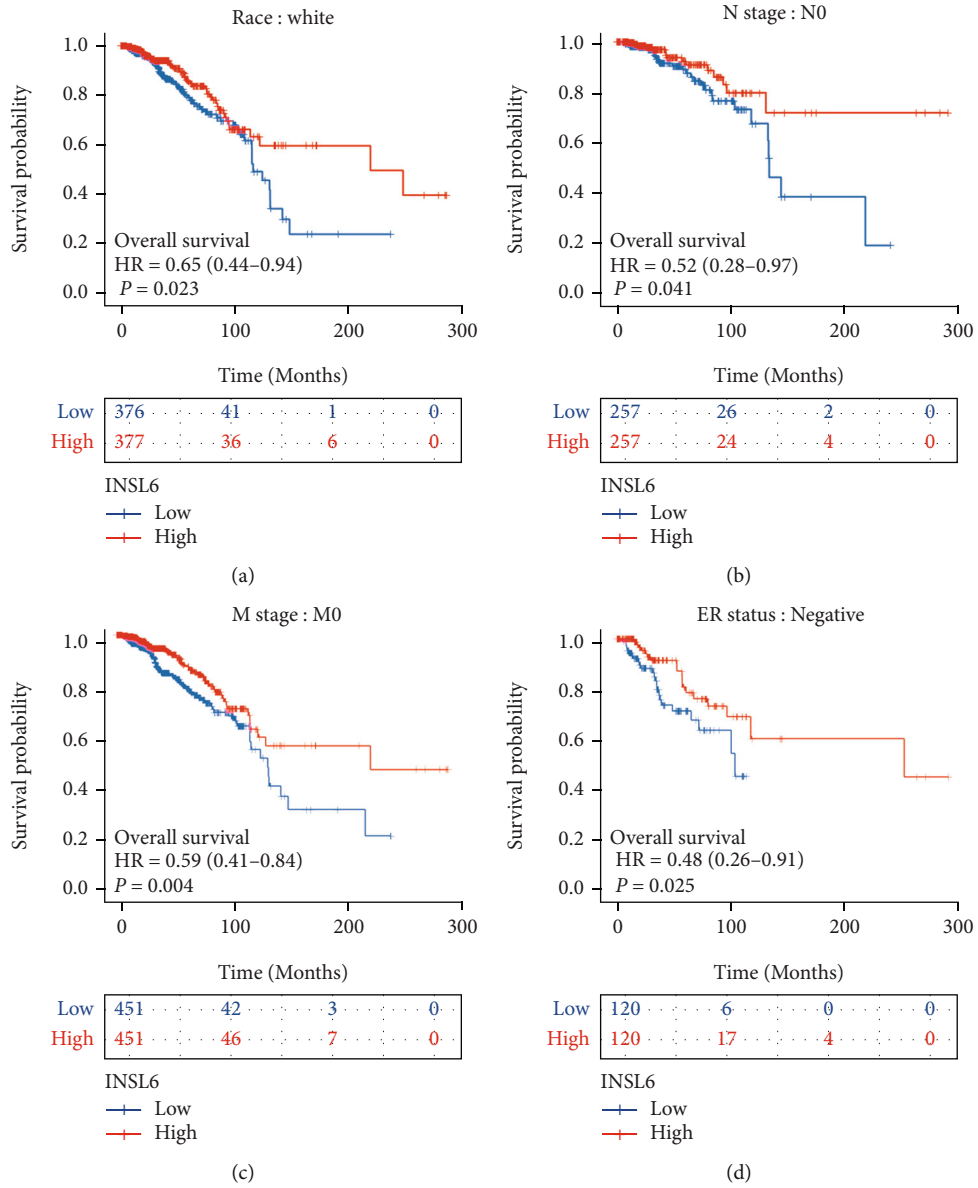 Race : white
Survival probability
1.0
0.8
0.6
0.4
0.2
0.0
Overall survival
HR = 0.65 (0.44–0.94)
P = 0.023
0 100 200 300
Time (Months)
Low 376 41 1 0
High 377 36 6 0
INSL6
Low
High
(a)
N stage : N0
Survival probability
1.0
0.8
0.6
0.4
0.2
0.0
Overall survival
HR = 0.52 (0.28–0.97)
P = 0.041
0 100 200 300
Time (Months)
Low 257 26 2 0
High 257 24 4 0
INSL6
Low
High
(b)
M stage : M0
Survival probability
1.0
0.8
0.6
0.4
0.2
0.0
Overall survival
HR = 0.59 (0.41–0.84)
P = 0.004
0 100 200 300
Time (Months)
Low 451 42 3 0
High 451 46 7 0
INSL6
Low
High
(c)
ER status : Negative
Survival probability
1.0
0.8
0.6
0.4
0.2
0.0
Overall survival
HR = 0.48 (0.26–0.91)
P = 0.025
0 100 200 300
Time (Months)
Low 120 6 0 0
High 120 17 4 0
INSL6
Low
High
(d)